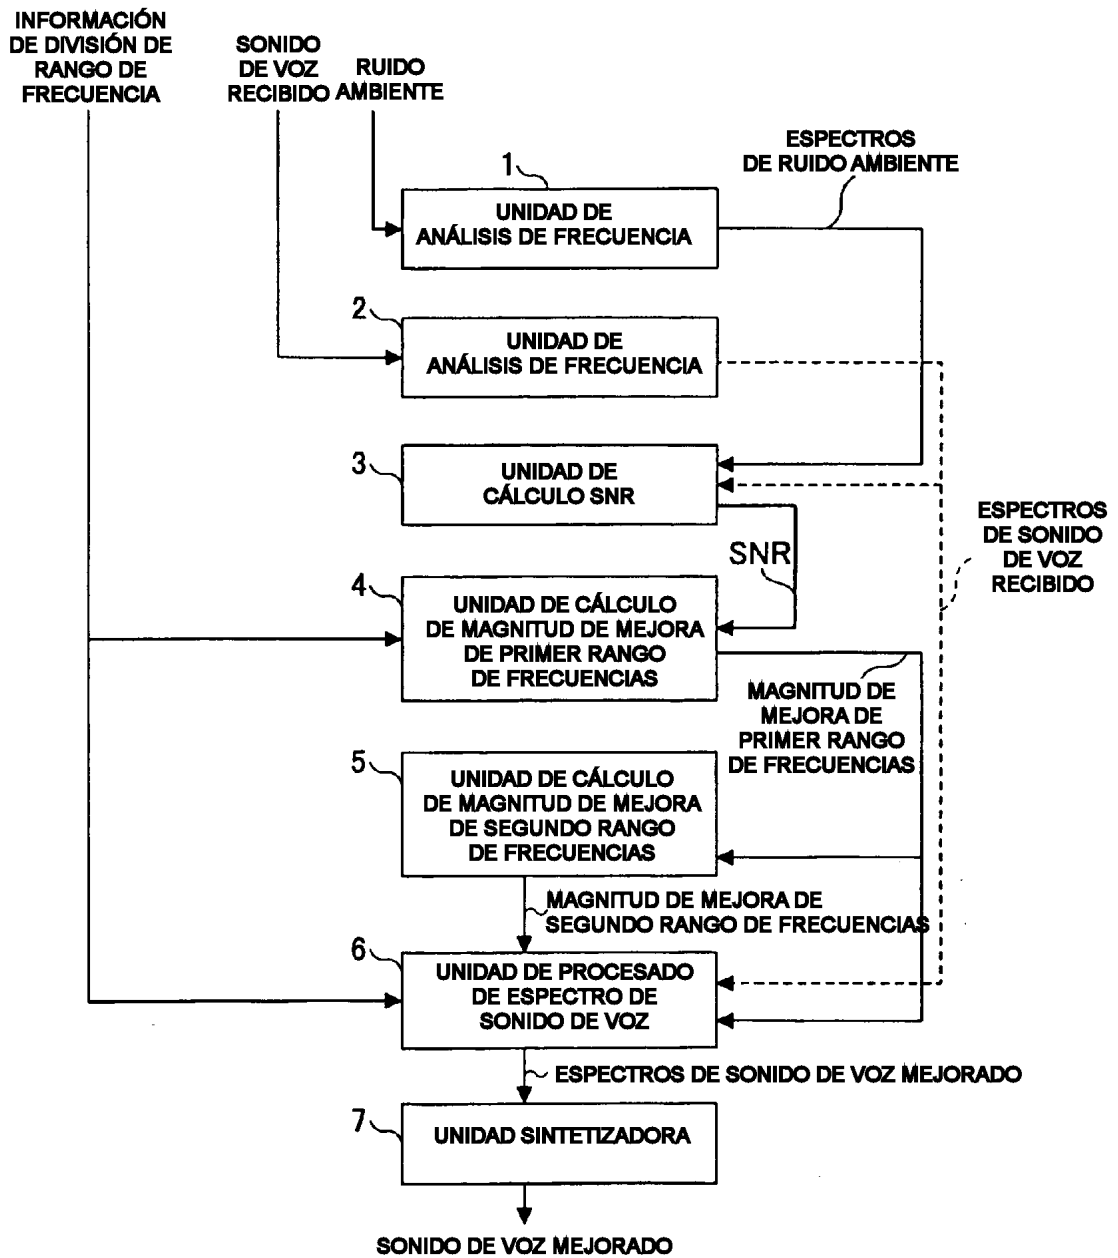 INFORMACIÓN
DE DIVISIÓN DE
RANGO DE
FRECUENCIA
SONIDO
DE VOZ
RECIBIDO
RUIDO
AMBIENTE
ESPECTROS
DE RUIDO AMBIENTE
1
UNIDAD DE
ANÁLISIS DE FRECUENCIA
2
UNIDAD DE
ANÁLISIS DE FRECUENCIA
3
UNIDAD DE
CÁLCULO SNR
SNR
ESPECTROS
DE SONIDO
DE VOZ
RECIBIDO
4
UNIDAD DE CÁLCULO
DE MAGNITUD DE MEJORA
DE PRIMER RANGO
DE FRECUENCIAS
MAGNITUD DE
MEJORA DE
PRIMER RANGO
DE FRECUENCIAS
5
UNIDAD DE CÁLCULO
DE MAGNITUD DE MEJORA
DE SEGUNDO RANGO
DE FRECUENCIAS
MAGNITUD DE MEJORA DE
SEGUNDO RANGO DE FRECUENCIAS
6
UNIDAD DE PROCESADO
DE ESPECTRO DE
SONIDO DE VOZ
ESPECTROS DE SONIDO DE VOZ MEJORADO
7
UNIDAD SINTETIZADORA
SONIDO DE VOZ MEJORADO